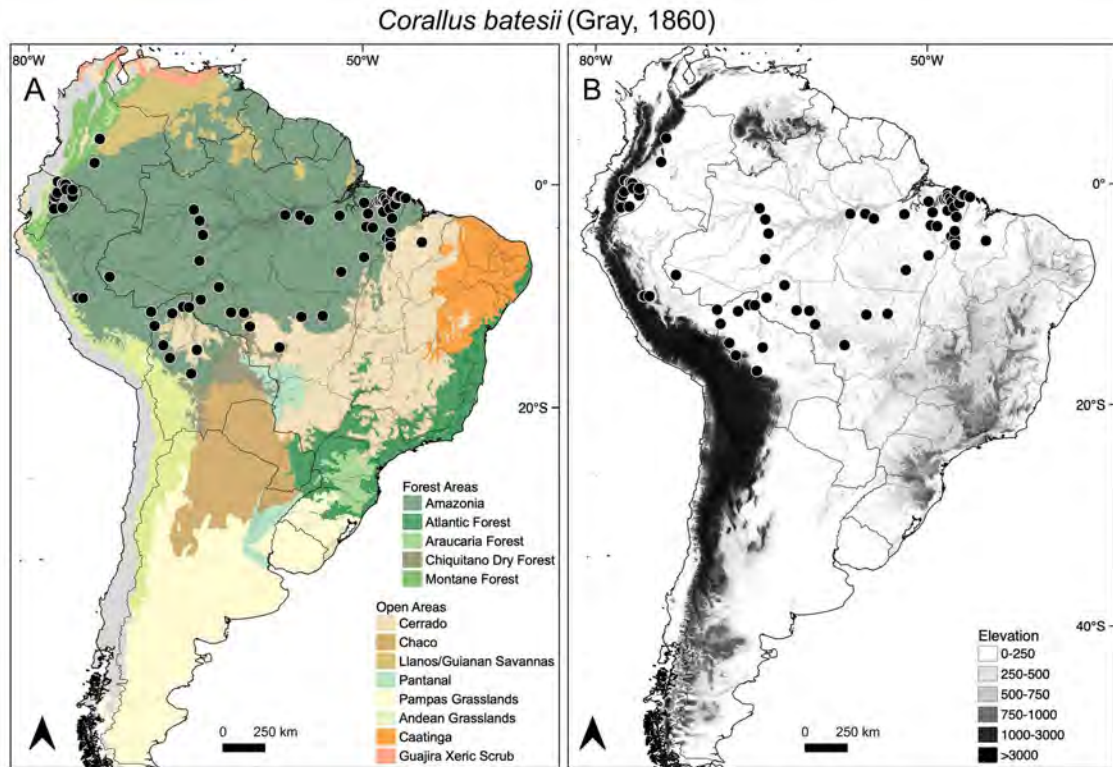 Corallus batesii (Gray, 1860)
80°W
50°W
A
0°
20°S
40°S
Forest Areas
Amazonia
Atlantic Forest
Araucaria Forest
Chiquitano Dry Forest
Montane Forest
Open Areas
Cerrado
Chaco
Llanos/Guianan Savannas
Pantanal
Pampas Grasslands
Andean Grasslands
Caatinga
Guajira Xeric Scrub
0 250 km
80°W
50°W
B
0°
20°S
40°S
Elevation
0-250
250-500
500-750
750-1000
1000-3000
>3000
0 250 km